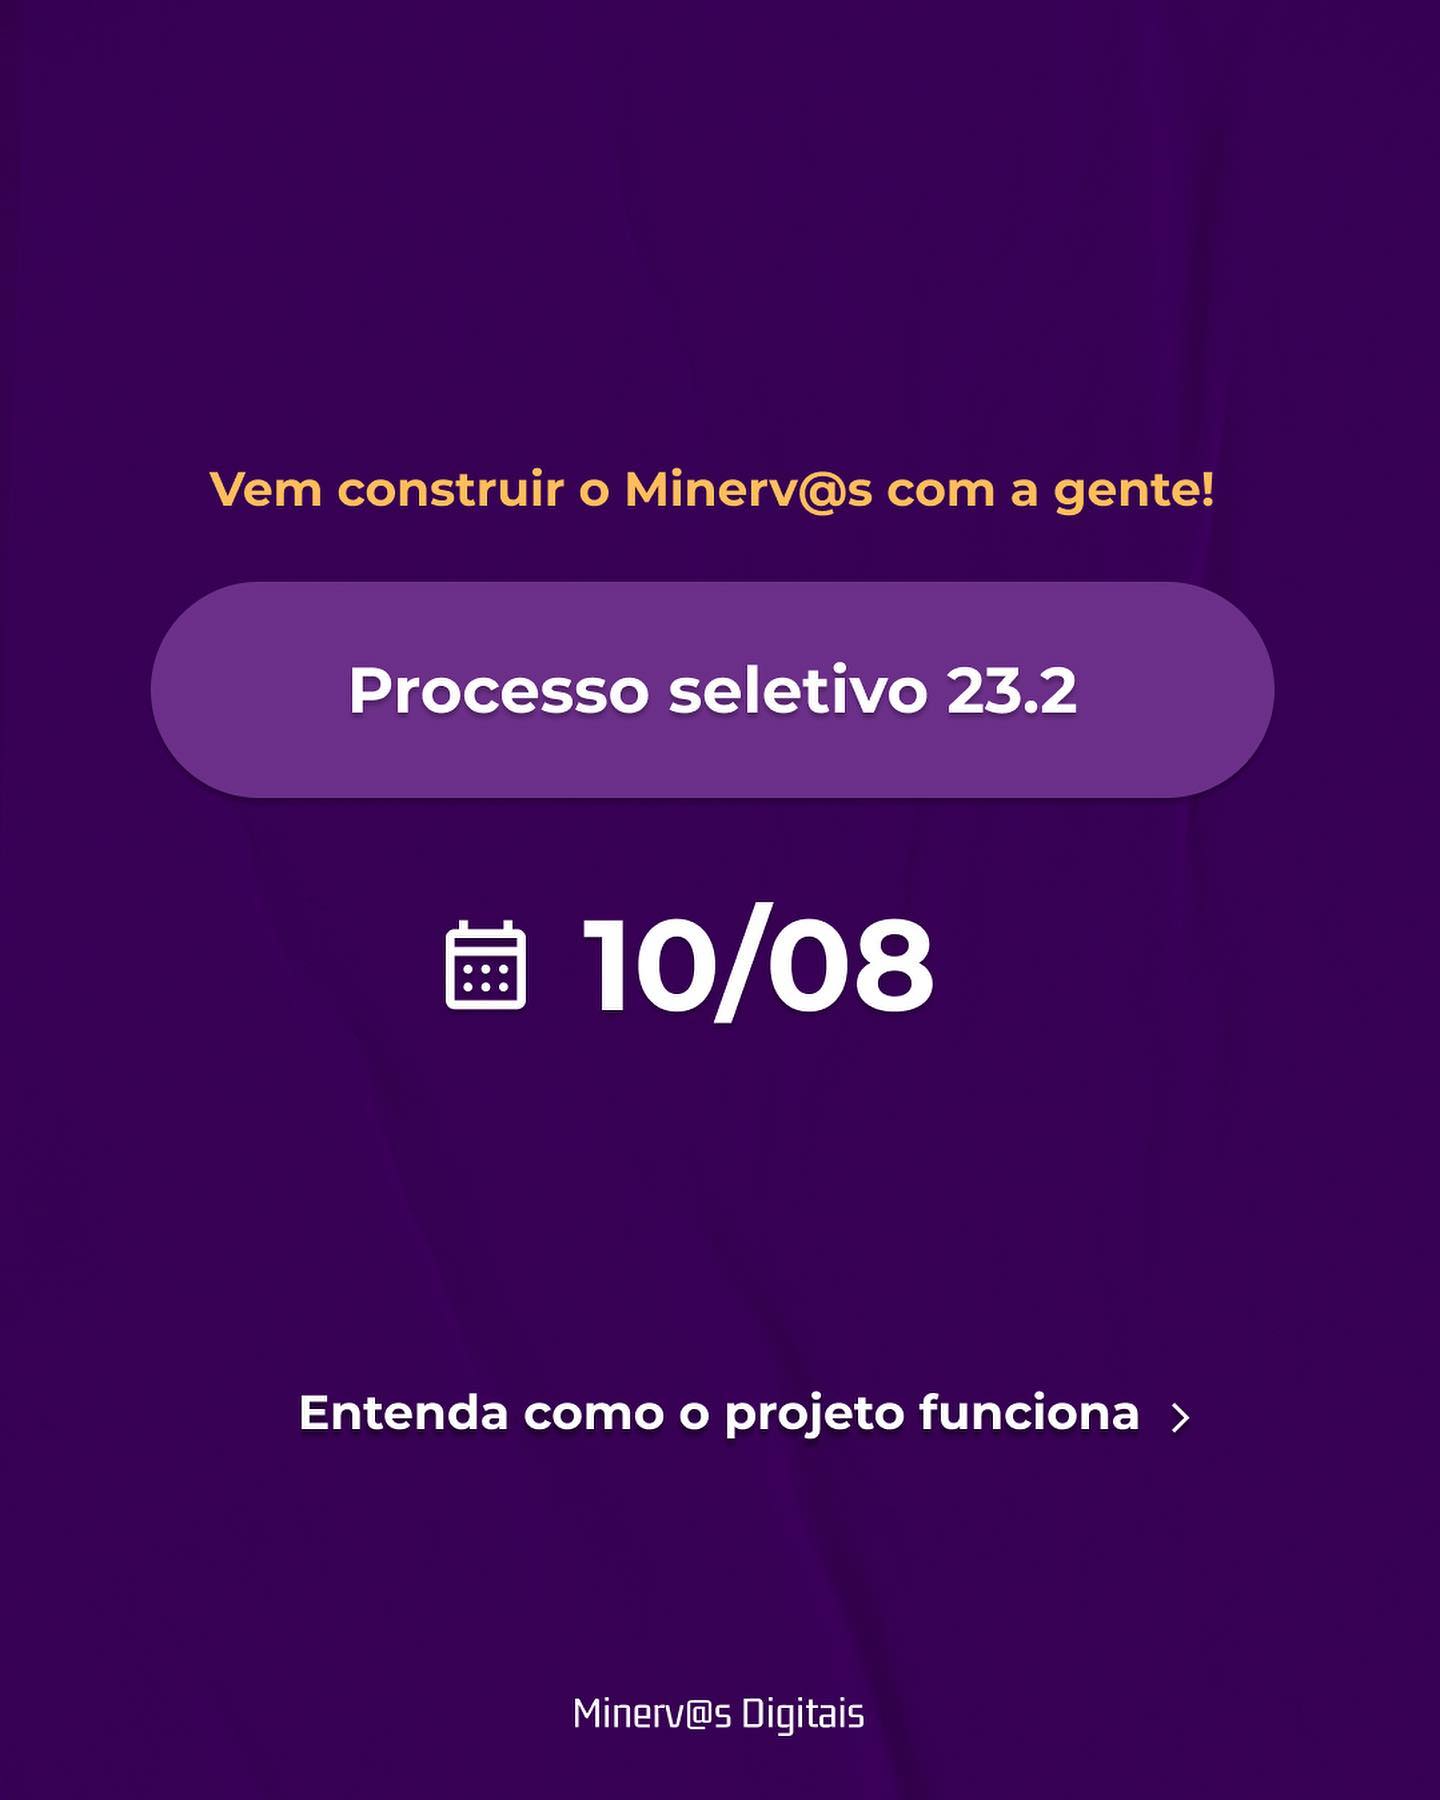 Vem construir o Minerv@s com a gente!
Processo seletivo 23.2
10/08
Entenda como o projeto funciona
Minerv@s Digitais